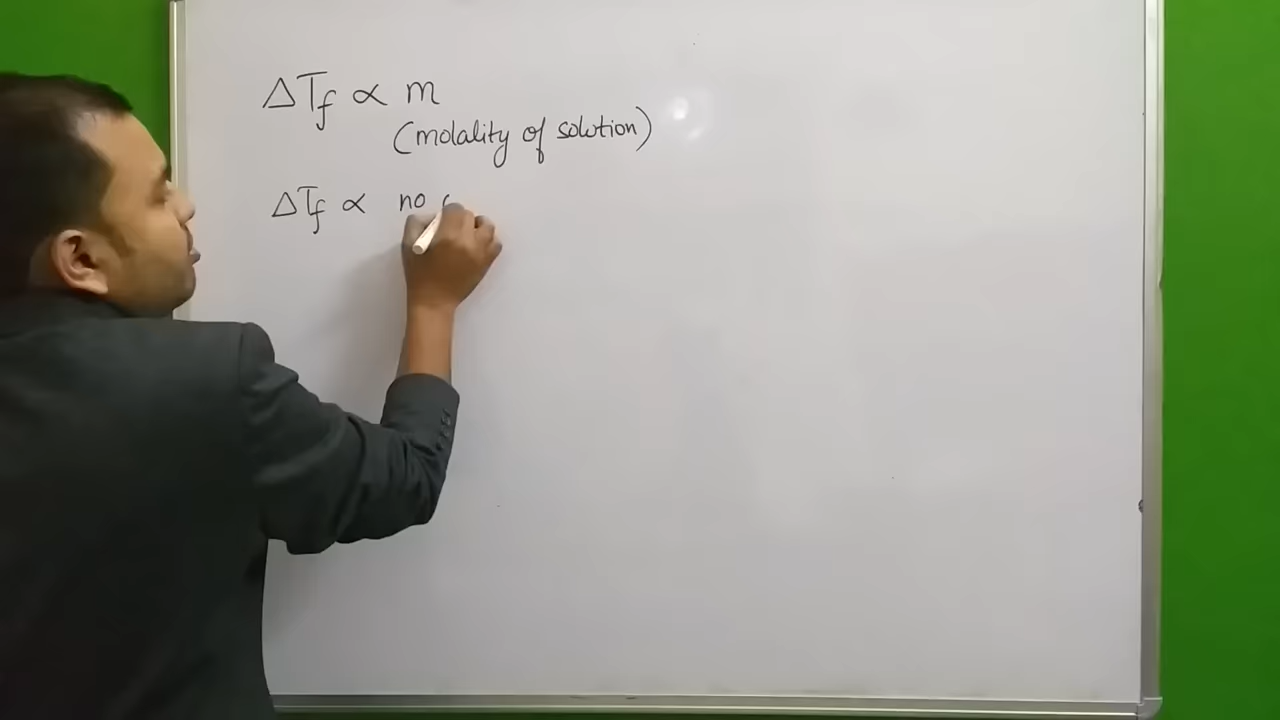 ΔTf ∝ m
(molality of solution)
ΔTf ∝ no